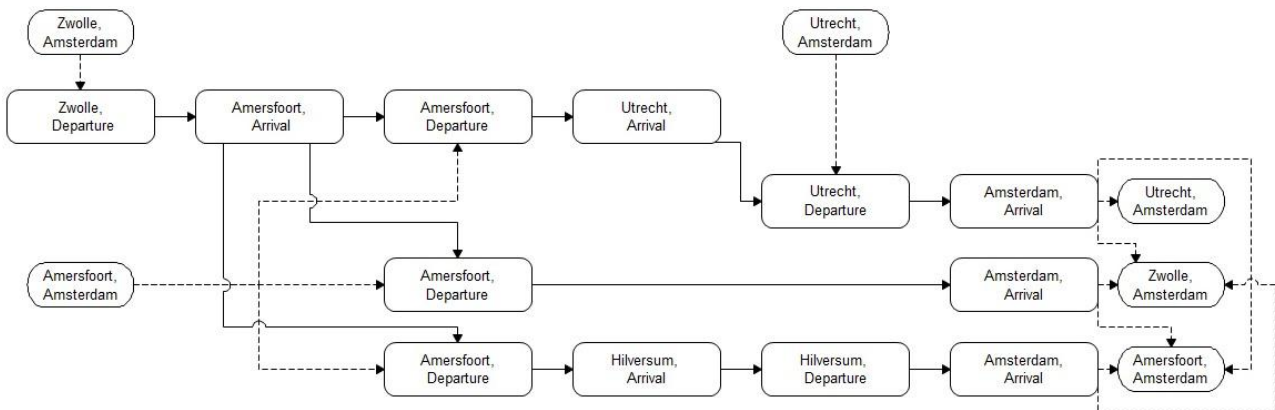 Zwolle,
Amsterdam
Utrecht,
Amsterdam
Zwolle,
Departure
Amersfoort,
Arrival
Amersfoort,
Departure
Utrecht,
Arrival
Utrecht,
Departure
Amsterdam,
Arrival
Utrecht,
Amsterdam
Amersfoort,
Amsterdam
Amersfoort,
Departure
Amsterdam,
Arrival
Zwolle,
Amsterdam
Amersfoort,
Departure
Hilversum,
Arrival
Hilversum,
Departure
Amsterdam,
Arrival
Amersfoort,
Amsterdam